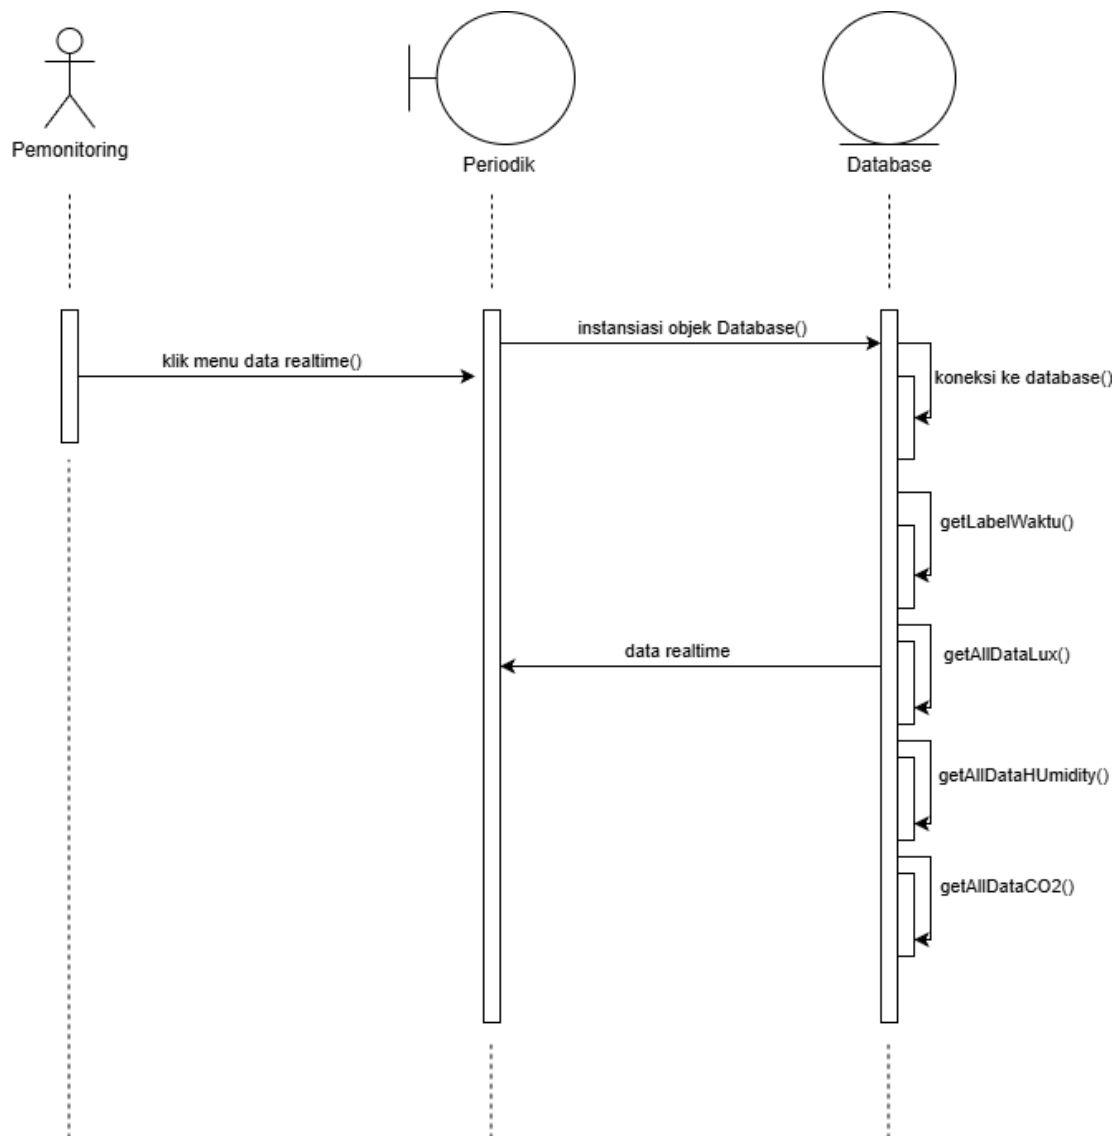 Pemonitoring
Periodik
Database
instansiasi objek Database()
klik menu data realtime()
koneksi ke database()
getLabelWaktu()
data realtime
getAllDataLux()
getAllDataHUmidity()
getAllDataCO2()